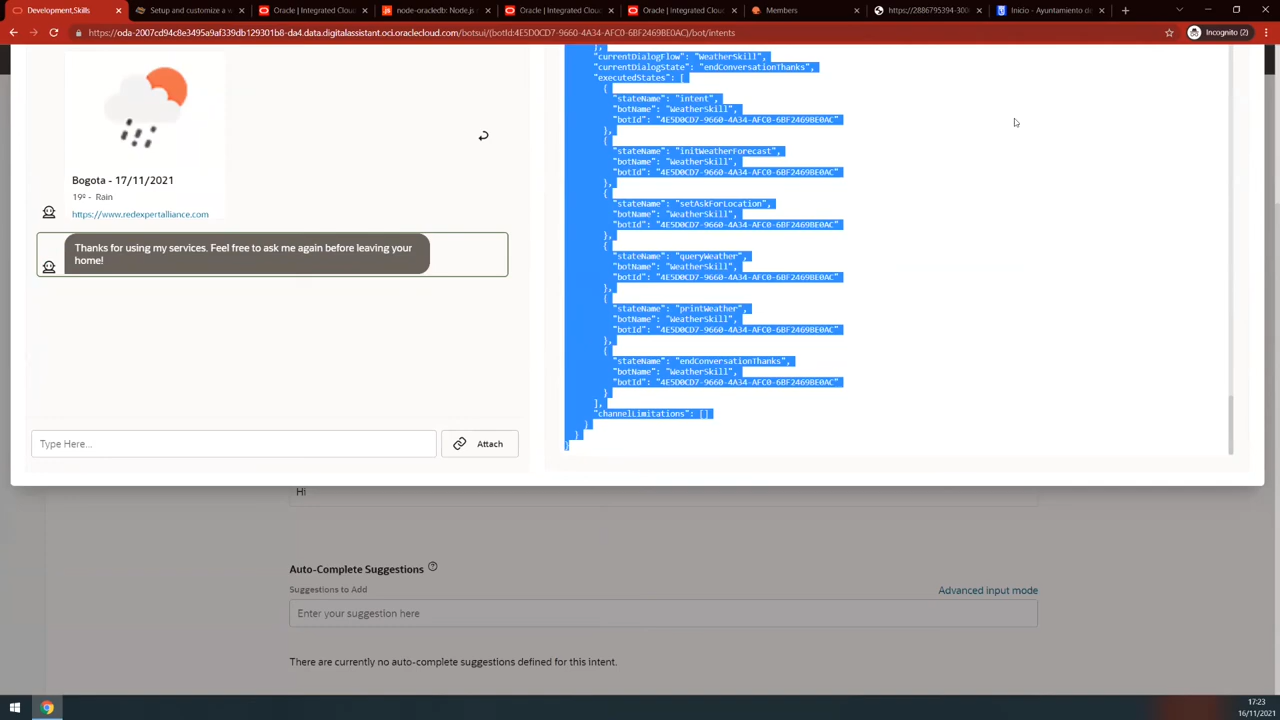 Development,Skills
Setup and customize a w
Oracle | Integrated Cloud
node-oracledb: Node.js
Oracle | Integrated Cloud
Oracle | Integrated Cloud
Members
https://2886795394-300
Inicio - Ayuntamiento de
https://oda-2007cd94c8e3495a9af339db129301b8-da4.data.digitalassistant.oci.oraclecloud.com/botsui/(botId:4E5D0CD7-9660-4A34-AFC0-6BF2469BE0AC)/bot/intents
Incognito (2)
Bogota - 17/11/2021
19º - Rain
https://www.redexpertalliance.com
Thanks for using my services. Feel free to ask me again before leaving your
home!
Type Here...
Attach
],
"currentDialogFlow": "WeatherSkill",
"currentDialogState": "endConversationThanks",
"executedStates": [
{
"stateName": "intent",
"botName": "WeatherSkill",
"botId": "4E5D0CD7-9660-4A34-AFC0-6BF2469BE0AC"
},
{
"stateName": "initWeatherForecast",
"botName": "WeatherSkill",
"botId": "4E5D0CD7-9660-4A34-AFC0-6BF2469BE0AC"
},
{
"stateName": "setAskForLocation",
"botName": "WeatherSkill",
"botId": "4E5D0CD7-9660-4A34-AFC0-6BF2469BE0AC"
},
{
"stateName": "queryWeather",
"botName": "WeatherSkill",
"botId": "4E5D0CD7-9660-4A34-AFC0-6BF2469BE0AC"
},
{
"stateName": "printWeather",
"botName": "WeatherSkill",
"botId": "4E5D0CD7-9660-4A34-AFC0-6BF2469BE0AC"
},
{
"stateName": "endConversationThanks",
"botName": "WeatherSkill",
"botId": "4E5D0CD7-9660-4A34-AFC0-6BF2469BE0AC"
}
],
"channelLimitations": []
}
}
}
Hi
Auto-Complete Suggestions
Suggestions to Add
Advanced input mode
Enter your suggestion here
There are currently no auto-complete suggestions defined for this intent.
17:23
16/11/2021